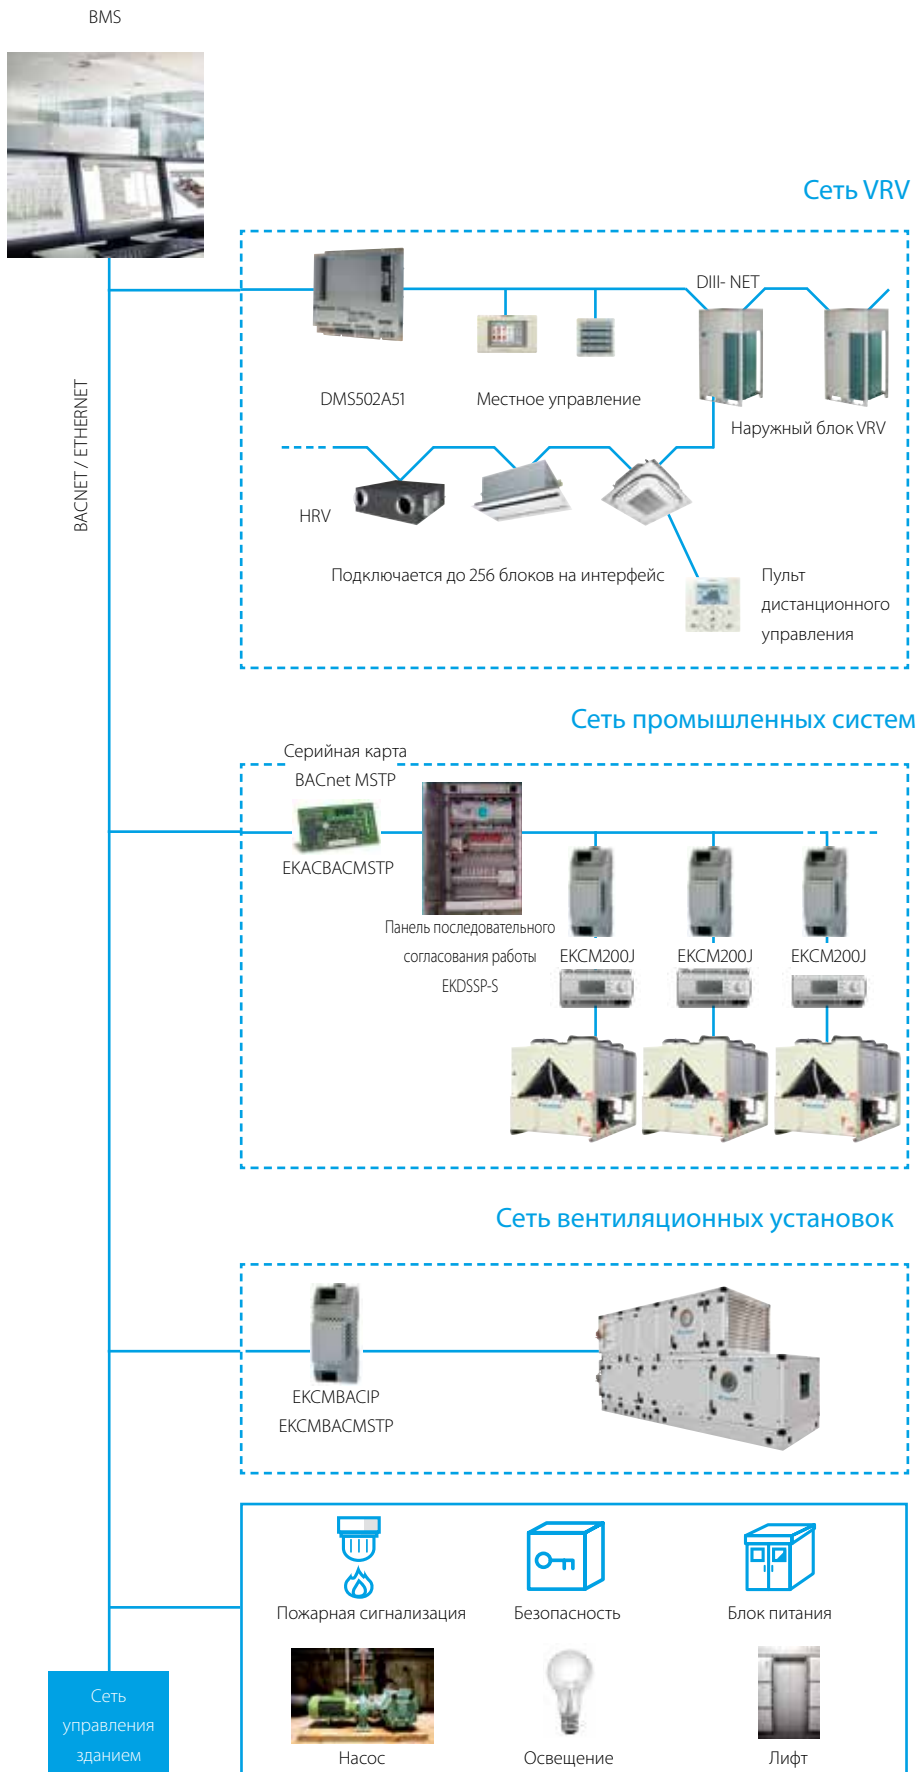 BMS
Сеть VRV
DIII- NET
DMS502A51
Местное управление
Наружный блок VRV
BACNET / ETHERNET
HRV
Подключается до 256 блоков на интерфейс
Пульт
дистанционного
управления
Сеть промышленных систем
Серийная карта
BACnet MSTP
EKACBACMSTP
Панель последовательного
согласования работы
EKDSSP-S
EKCM200J
EKCM200J
EKCM200J
Сеть вентиляционных установок
EKCMBACIP
EKCMBACMSTP
Пожарная сигнализация
Безопасность
Блок питания
Сеть
управления
зданием
Насос
Освещение
Лифт